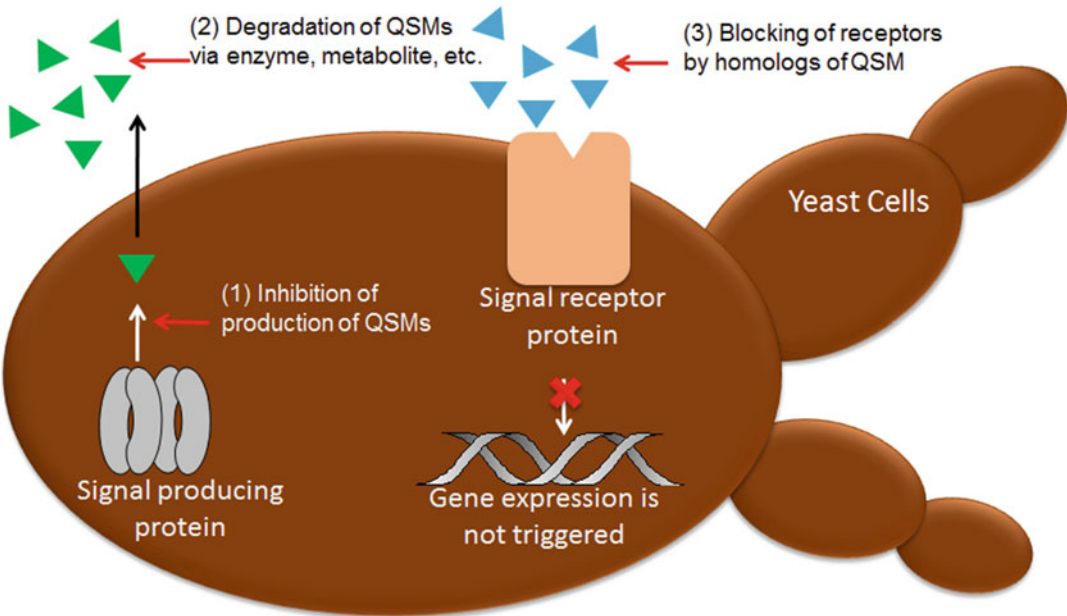 (2) Degradation of QSMs
via enzyme, metabolite, etc.
(3) Blocking of receptors
by homologs of QSM
Yeast Cells
(1) Inhibition of
production of QSMs
Signal receptor
protein
Signal producing
protein
Gene expression is
not triggered